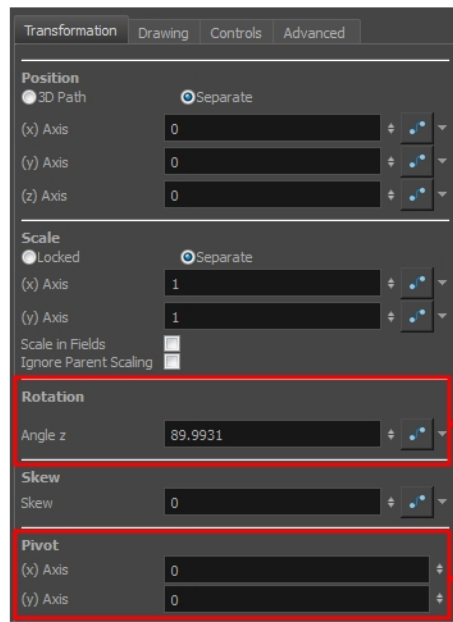 Transformation Drawing Controls Advanced
Position
3D Path Separate
(x) Axis 0
(y) Axis 0
(z) Axis 0
Scale
Locked Separate
(x) Axis 1
(y) Axis 1
Scale in Fields
Ignore Parent Scaling
Rotation
Angle z 89.9931
Skew
Skew 0
Pivot
(x) Axis 0
(y) Axis 0